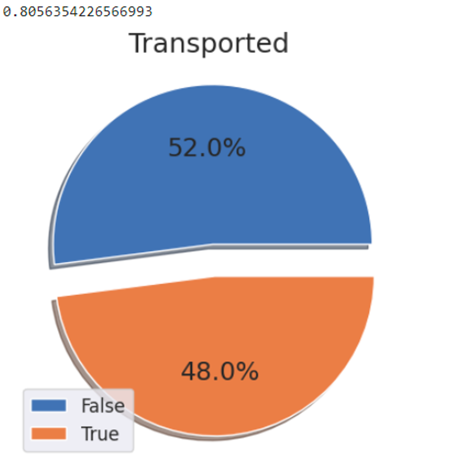 0.8056354226566993
Transported
52.0%
48.0%
False
True